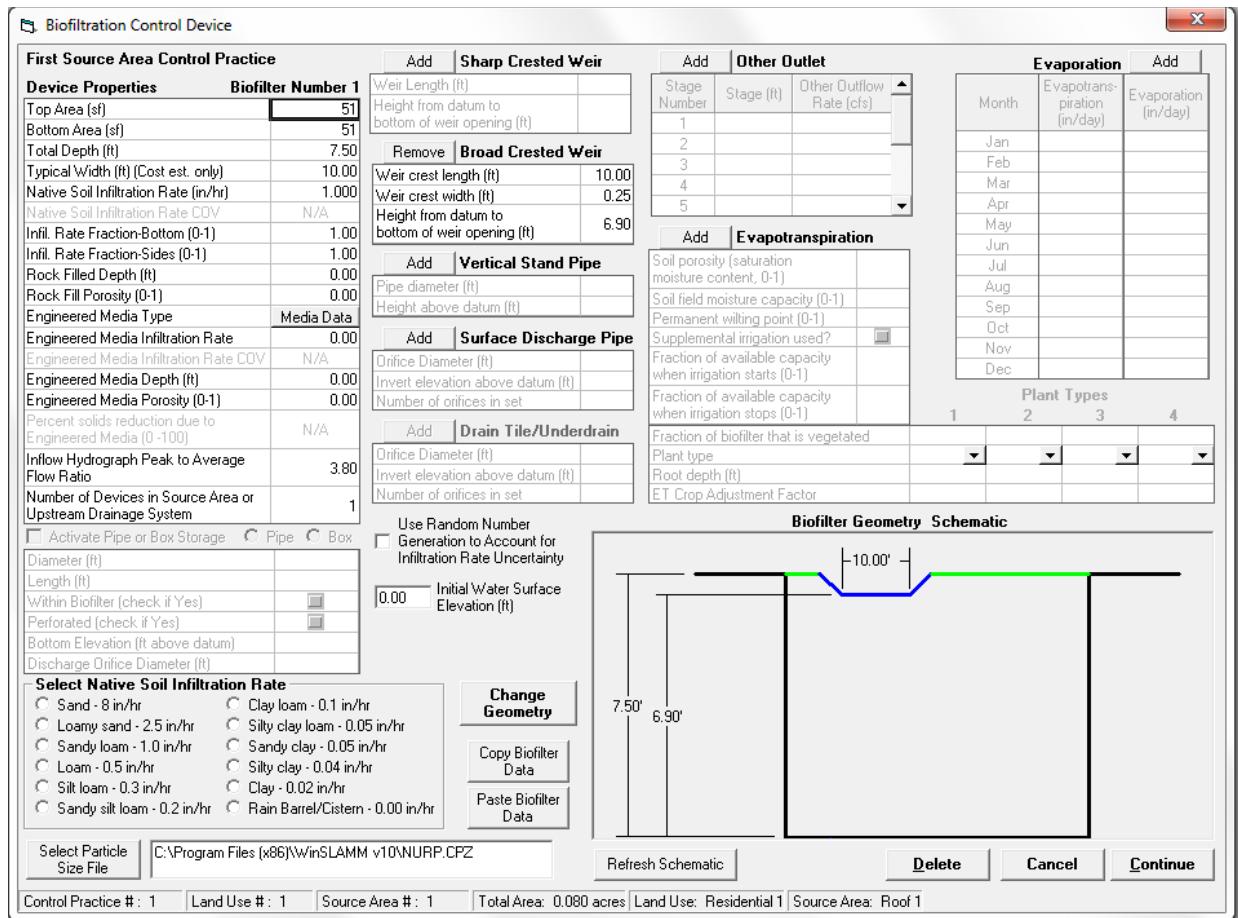 Biofiltration Control Device
First Source Area Control Practice
Device Properties Biofilter Number 1
Top Area (sf) 51
Bottom Area (sf) 51
Total Depth (ft) 7.50
Typical Width (ft) (Cost est. only) 10.00
Native Soil Infiltration Rate (in/hr) 1.000
Native Soil Infiltration Rate COV N/A
Infil. Rate Fraction-Bottom (0-1) 1.00
Infil. Rate Fraction-Sides (0-1) 1.00
Rock Filled Depth (ft) 0.00
Rock Fill Porosity (0-1) 0.00
Engineered Media Type Media Data
Engineered Media Infiltration Rate 0.00
Engineered Media Infiltration Rate COV N/A
Engineered Media Depth (ft) 0.00
Engineered Media Porosity (0-1) 0.00
Percent solids reduction due to
Engineered Media (0 -100) N/A
Inflow Hydrograph Peak to Average
Flow Ratio 3.80
Number of Devices in Source Area or
Upstream Drainage System 1
Activate Pipe or Box Storage Pipe Box
Diameter (ft)
Length (ft)
Within Biofilter (check if Yes)
Perforated (check if Yes)
Bottom Elevation (ft above datum)
Discharge Orifice Diameter (ft)
Select Native Soil Infiltration Rate
Sand - 8 in/hr Clay loam - 0.1 in/hr
Loamy sand - 2.5 in/hr Silty clay loam - 0.05 in/hr
Sandy loam - 1.0 in/hr Sandy clay - 0.05 in/hr
Loam - 0.5 in/hr Silty clay - 0.04 in/hr
Silt loam - 0.3 in/hr Clay - 0.02 in/hr
Sandy silt loam - 0.2 in/hr Rain Barrel/Cistern - 0.00 in/hr
Select Particle
Size File
C:\Program Files (x86)\WinSLAMM v10\NURP.CPZ
Add Sharp Crested Weir
Weir Length (ft)
Height from datum to
bottom of weir opening (ft)
Remove Broad Crested Weir
Weir crest length (ft) 10.00
Weir crest width (ft) 0.25
Height from datum to
bottom of weir opening (ft) 6.90
Add Vertical Stand Pipe
Pipe diameter (ft)
Height above datum (ft)
Add Surface Discharge Pipe
Orifice Diameter (ft)
Invert elevation above datum (ft)
Number of orifices in set
Add Drain Tile/Underdrain
Orifice Diameter (ft)
Invert elevation above datum (ft)
Number of orifices in set
Use Random Number
Generation to Account for
Infiltration Rate Uncertainty
0.00 Initial Water Surface
Elevation (ft)
Change
Geometry
Copy Biofilter
Data
Paste Biofilter
Data
Add Other Outlet
Stage
Number Stage (ft) Other Outflow
Rate (cfs)
1
2
3
4
5
Add Evapotranspiration
Soil porosity (saturation
moisture content, 0-1)
Soil field moisture capacity (0-1)
Permanent wilting point (0-1)
Supplemental irrigation used?
Fraction of available capacity
when irrigation starts (0-1)
Fraction of available capacity
when irrigation stops (0-1)
Fraction of biofilter that is vegetated
Plant type
Root depth (ft)
ET Crop Adjustment Factor
Evaporation Add
Month Evapotrans-
piration
(in/day) Evaporation
(in/day)
Jan
Feb
Mar
Apr
May
Jun
Jul
Aug
Sep
Oct
Nov
Dec
Plant Types
1 2 3 4
Biofilter Geometry Schematic
10.00'
7.50'
6.90'
Refresh Schematic Delete Cancel Continue
Control Practice # : 1 Land Use # : 1 Source Area # : 1 Total Area: 0.080 acres Land Use: Residential 1 Source Area: Roof 1